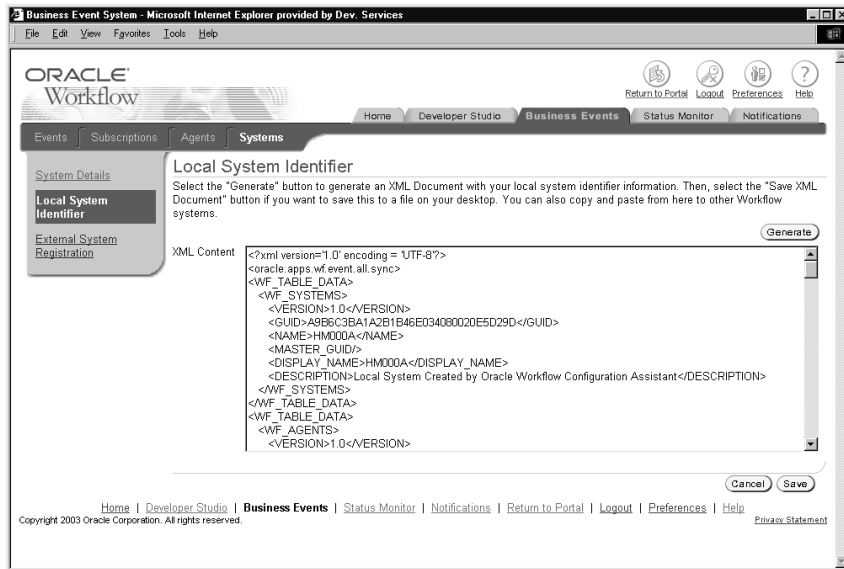 Business Event System - Microsoft Internet Explorer provided by Dev. Services
File Edit View Favorites Tools Help
ORACLE
Workflow
Return to Portal Logout Preferences Help
Home Developer Studio Business Events Status Monitor Notifications
Events Subscriptions Agents Systems
System Details
Local System
Identifier
External System
Registration
Local System Identifier
Select the "Generate" button to generate an XML Document with your local system identifier information. Then, select the "Save XML
Document" button if you want to save this to a file on your desktop. You can also copy and paste from here to other Workflow
systems.
Generate
XML Content
<?xml version='1.0' encoding = 'UTF-8'?>
<oracle.apps.wf.event.all.sync>
<WF_TABLE_DATA>
<WF_SYSTEMS>
<VERSION>1.0</VERSION>
<GUID>A9B6C3BA1A2B1B46E034080020E5D29D</GUID>
<NAME>HM000A</NAME>
<MASTER_GUID/>
<DISPLAY_NAME>HM000A</DISPLAY_NAME>
<DESCRIPTION>Local System Created by Oracle Workflow Configuration Assistant</DESCRIPTION>
</WF_SYSTEMS>
</WF_TABLE_DATA>
<WF_TABLE_DATA>
<WF_AGENTS>
<VERSION>1.0</VERSION>
Cancel Save
Home | Developer Studio | Business Events | Status Monitor | Notifications | Return to Portal | Logout | Preferences | Help
Copyright 2003 Oracle Corporation. All rights reserved.
Privacy Statement